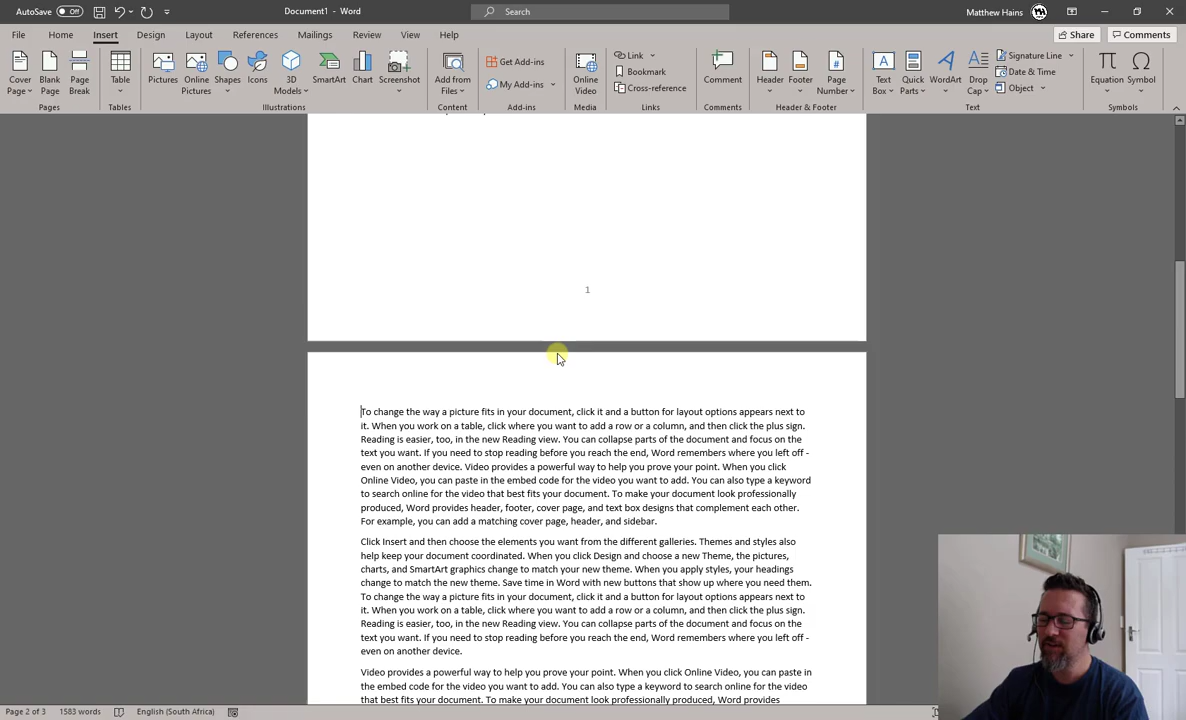 AutoSave Off Document1 - Word Search Matthew Hains
File Home Insert Design Layout References Mailings Review View Help Share Comments
Cover Page Blank Page Page Break Table Pictures Online Pictures Shapes Icons 3D Models SmartArt Chart Screenshot Add from Files Get Add-ins My Add-ins Online Video Link Bookmark Cross-reference Comment Header Footer Page Number Text Box Quick Parts WordArt Drop Cap Signature Line Date & Time Object Equation Symbol
Pages Tables Illustrations Content Add-ins Media Links Comments Header & Footer Text Symbols
1
To change the way a picture fits in your document, click it and a button for layout options appears next to
it. When you work on a table, click where you want to add a row or a column, and then click the plus sign.
Reading is easier, too, in the new Reading view. You can collapse parts of the document and focus on the
text you want. If you need to stop reading before you reach the end, Word remembers where you left off -
even on another device. Video provides a powerful way to help you prove your point. When you click
Online Video, you can paste in the embed code for the video you want to add. You can also type a keyword
to search online for the video that best fits your document. To make your document look professionally
produced, Word provides header, footer, cover page, and text box designs that complement each other.
For example, you can add a matching cover page, header, and sidebar.
Click Insert and then choose the elements you want from the different galleries. Themes and styles also
help keep your document coordinated. When you click Design and choose a new Theme, the pictures,
charts, and SmartArt graphics change to match your new theme. When you apply styles, your headings
change to match the new theme. Save time in Word with new buttons that show up where you need them.
To change the way a picture fits in your document, click it and a button for layout options appears next to
it. When you work on a table, click where you want to add a row or a column, and then click the plus sign.
Reading is easier, too, in the new Reading view. You can collapse parts of the document and focus on the
text you want. If you need to stop reading before you reach the end, Word remembers where you left off -
even on another device.
Video provides a powerful way to help you prove your point. When you click Online Video, you can paste in
the embed code for the video you want to add. You can also type a keyword to search online for the video
that best fits your document. To make your document look professionally produced, Word provides
Page 2 of 3 1583 words English (South Africa)